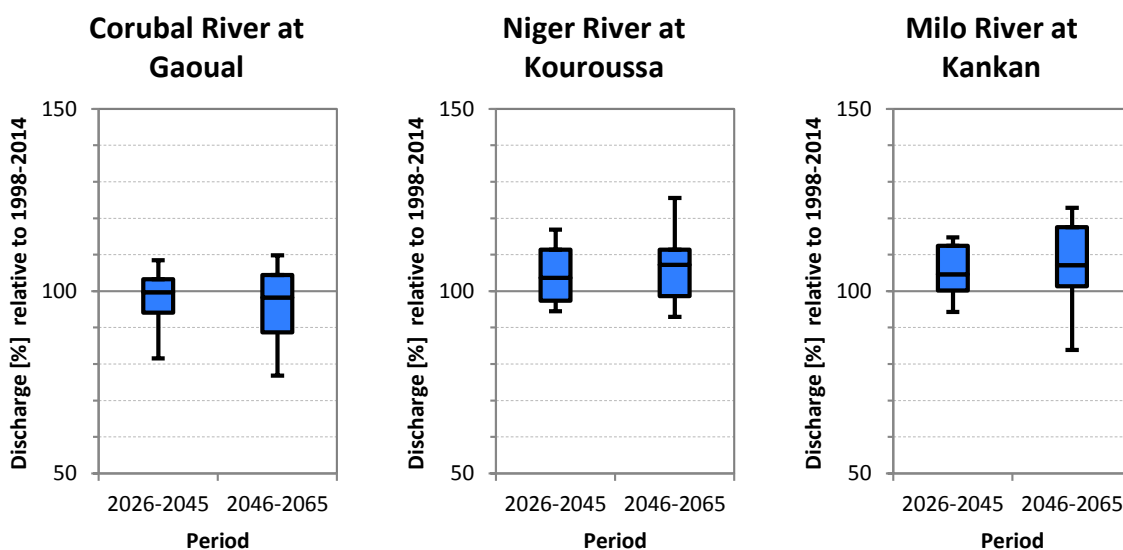 Corubal River at
Gaoual
Discharge [%] relative to 1998-2014
150
100
50
2026-2045 2046-2065
Period
Niger River at
Kouroussa
Discharge [%] relative to 1998-2014
150
100
50
2026-2045 2046-2065
Period
Milo River at
Kankan
Discharge [%] relative to 1998-2014
150
100
50
2026-2045 2046-2065
Period